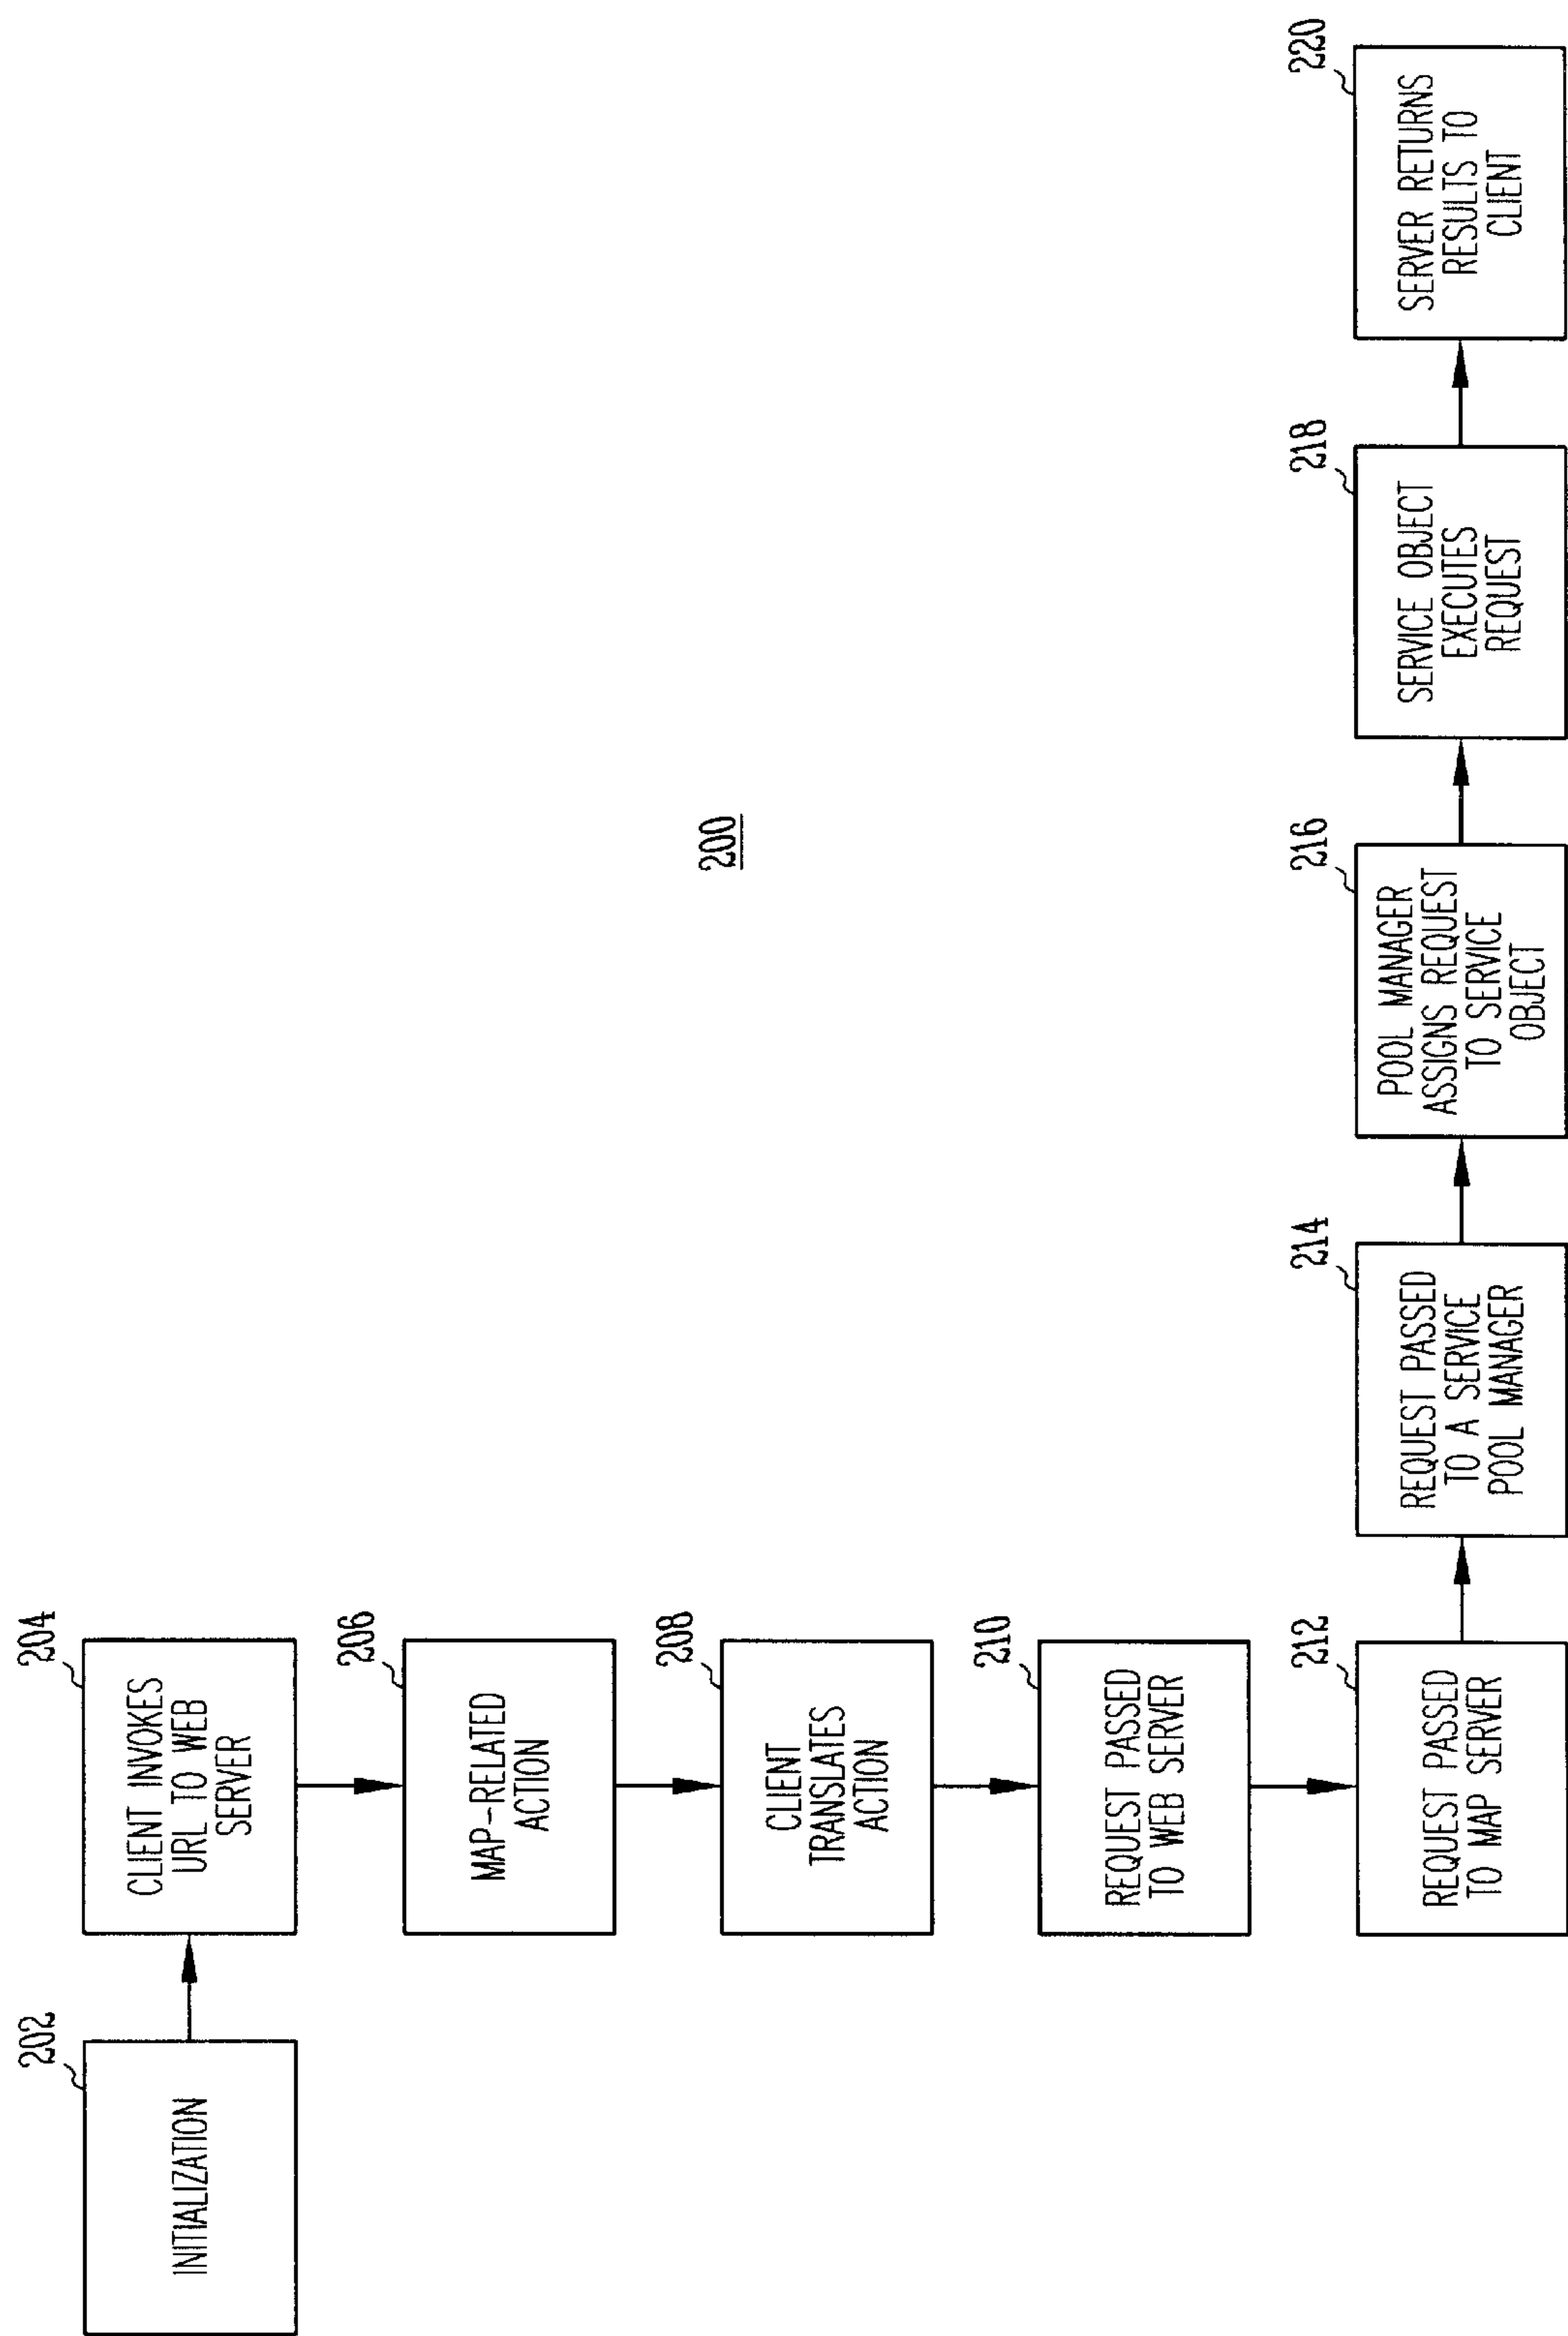 200
202
INITIALIZATION
204
CLIENT INVOKES
URL TO WEB
SERVER
206
MAP-RELATED
ACTION
208
CLIENT
TRANSLATES
ACTION
210
REQUEST PASSED
TO WEB SERVER
212
REQUEST PASSED
TO MAP SERVER
214
REQUEST PASSED
TO A SERVICE
POOL MANAGER
216
POOL MANAGER
ASSIGNS REQUEST
TO SERVICE
OBJECT
218
SERVICE OBJECT
EXECUTES
REQUEST
220
SERVER RETURNS
RESULTS TO
CLIENT